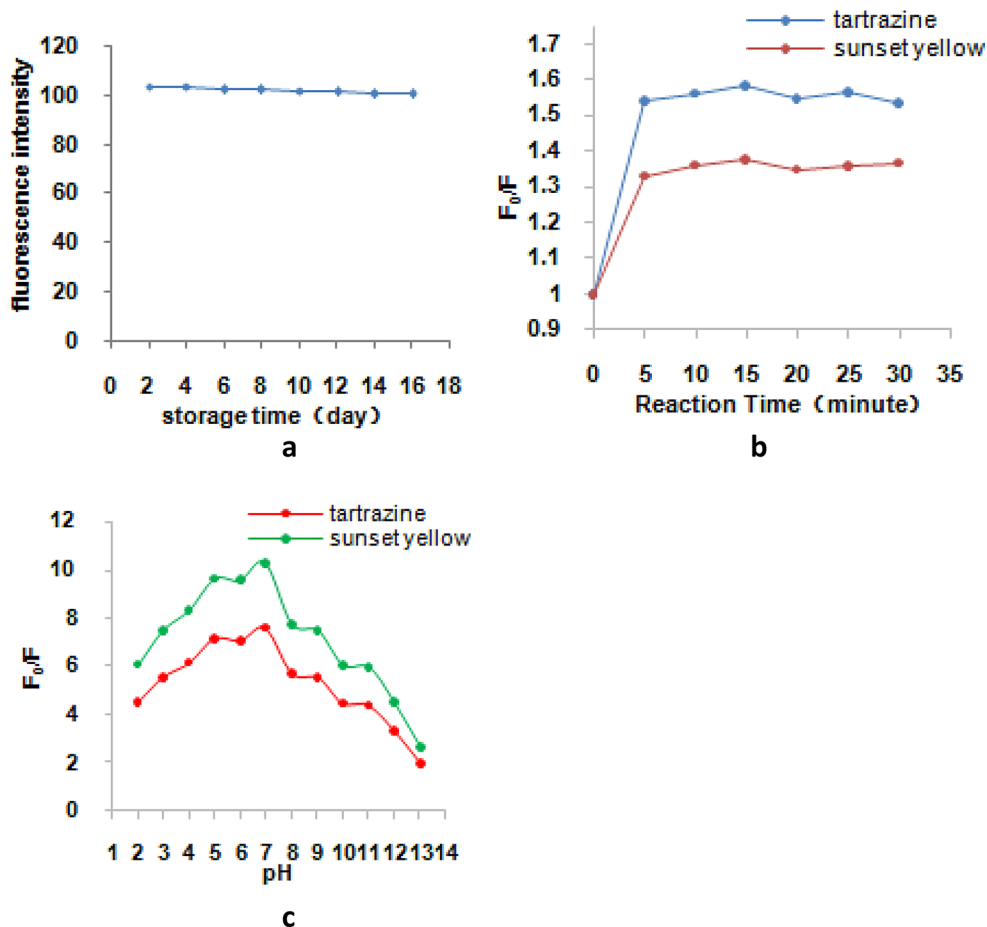 120
100
80
60
40
20
0
fluorescence intensity
0 2 4 6 8 10 12 14 16 18
storage time（day）
a
tartrazine
sunset yellow
1.7
1.6
1.5
1.4
1.3
1.2
1.1
1
0.9
F₀/F
0 5 10 15 20 25 30 35
Reaction Time（minute）
b
tartrazine
sunset yellow
12
10
8
6
4
2
0
F₀/F
1 2 3 4 5 6 7 8 9 10 11 12 13 14
pH
c